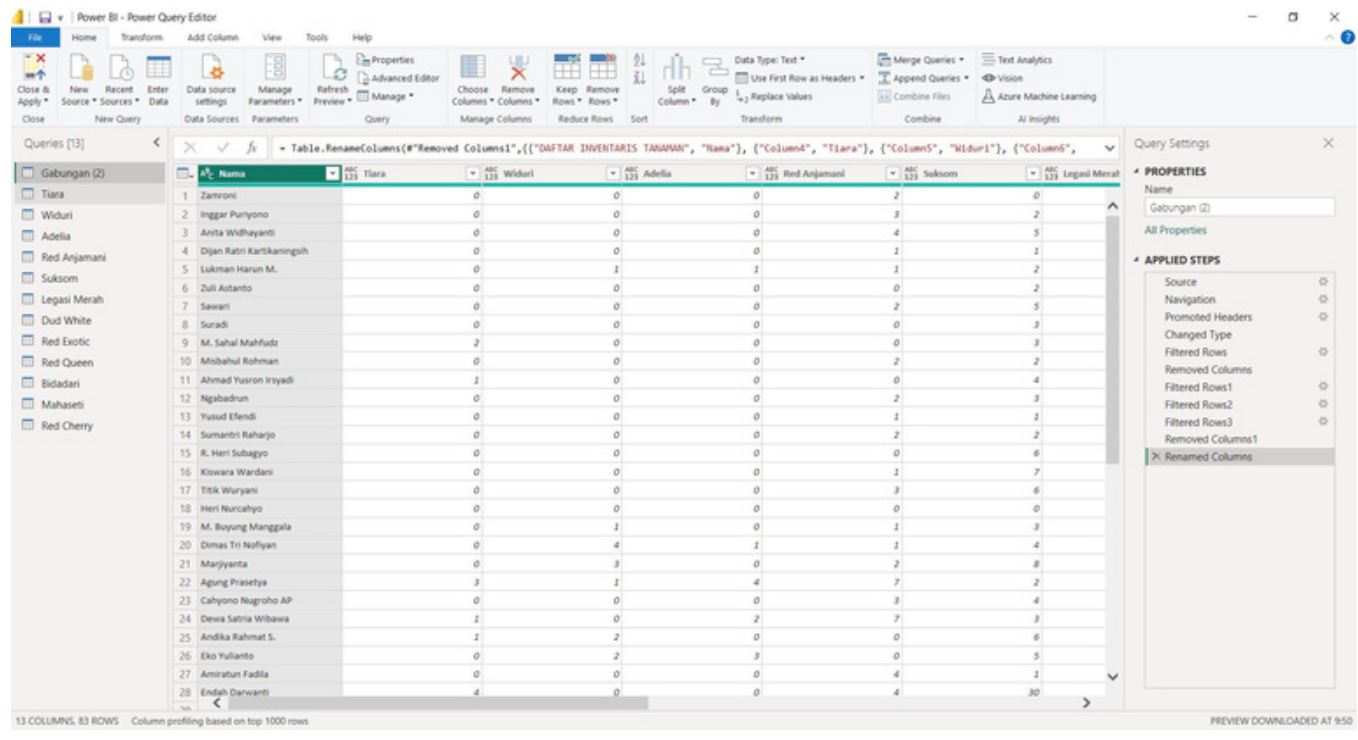 Power BI - Power Query Editor
File Home Transform Add Column View Tools Help
Close & Apply New Source Recent Sources Enter Data Data source settings Manage Parameters Refresh Preview Properties Advanced Editor Manage Choose Columns Remove Columns Keep Rows Remove Rows Split Column Group By Data Type: Text Use First Row as Headers Replace Values Merge Queries Append Queries Combine Files Text Analytics Vision Azure Machine Learning
Close New Query Data Sources Parameters Query Manage Columns Reduce Rows Sort Transform Combine AI Insights
Queries [13]
= Table.RenameColumns(#"Removed Columns1",{{"DAFTAR INVENTARIS TANAMAN", "Nama"}, {"Column4", "Tiara"}, {"Column5", "Widuri"}, {"Column6",
Gabungan (2)
Tiara
Widuri
Adelia
Red Anjamani
Suksom
Legasi Merah
Dud White
Red Exotic
Red Queen
Bidadari
Mahaseti
Red Cherry
ABC Nama ABC 123 Tiara ABC 123 Widuri ABC 123 Adelia ABC 123 Red Anjamani ABC 123 Suksom ABC 123 Legasi Merah
1 Zamroni 0 0 0 2 0
2 Inggar Puriyono 0 0 0 3 2
3 Anita Widhayanti 0 0 0 4 5
4 Dijan Ratri Kartikaningsih 0 0 0 1 1
5 Lukman Harun M. 0 1 1 1 2
6 Zuli Astanto 0 0 0 0 2
7 Sawari 0 0 0 2 5
8 Suradi 0 0 0 0 3
9 M. Sahal Mahfudz 2 0 0 0 3
10 Misbahul Rohman 0 0 0 2 2
11 Ahmad Yusron Irsyadi 1 0 0 0 4
12 Ngabadrun 0 0 0 2 3
13 Yusud Efendi 0 0 0 1 1
14 Sumantri Raharjo 0 0 0 2 2
15 R. Heri Subagyo 0 0 0 0 6
16 Kiswara Wardani 0 0 0 1 7
17 Titik Wuryani 0 0 0 3 6
18 Heri Nurcahyo 0 0 0 0 0
19 M. Buyung Manggala 0 1 0 1 3
20 Dimas Tri Nofiyan 0 4 1 1 4
21 Marjiyanta 0 3 0 2 8
22 Agung Prasetya 3 1 4 7 2
23 Cahyono Nugroho AP 0 0 0 3 4
24 Dewa Satria Wibawa 1 0 2 7 3
25 Andika Rahmat S. 1 2 0 0 6
26 Eko Yulianto 0 2 3 0 5
27 Amiratun Fadila 0 0 0 4 1
28 Endah Darwanti 4 0 0 4 30
Query Settings
PROPERTIES
Name
Gabungan (2)
All Properties
APPLIED STEPS
Source
Navigation
Promoted Headers
Changed Type
Filtered Rows
Removed Columns
Filtered Rows1
Filtered Rows2
Filtered Rows3
Removed Columns1
Renamed Columns
13 COLUMNS, 83 ROWS Column profiling based on top 1000 rows
PREVIEW DOWNLOADED AT 9:50